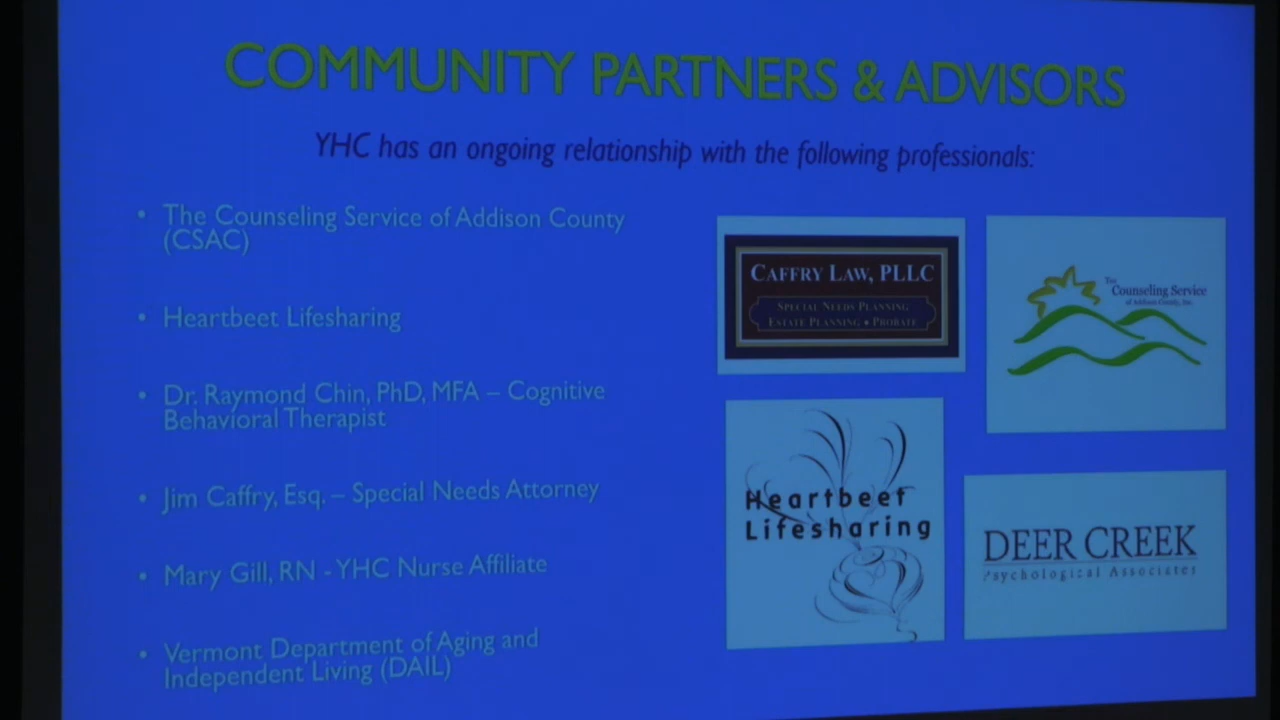 COMMUNITY PARTNERS & ADVISORS
YHC has an ongoing relationship with the following professionals:
• The Counseling Service of Addison County
(CSAC)
• Heartbeet Lifesharing
• Dr. Raymond Chin, PhD, MFA – Cognitive
Behavioral Therapist
• Jim Caffry, Esq. – Special Needs Attorney
• Mary Gill, RN - YHC Nurse Affiliate
• Vermont Department of Aging and
Independent Living (DAIL)
CAFFRY LAW, PLLC
SPECIAL NEEDS PLANNING
ESTATE PLANNING • PROBATE
The
Counseling Service
of Addison County, Inc.
Heartbeet
Lifesharing
DEER CREEK
Psychological Associates